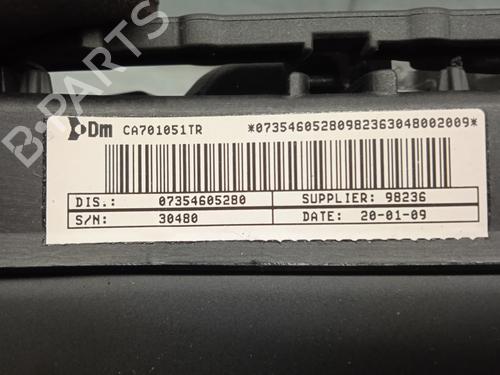 B-PARTS
Dm CA701051TR *07354605280982363048002009*
DIS.: 07354605280 SUPPLIER: 98236
S/N: 30480 DATE: 20-01-09